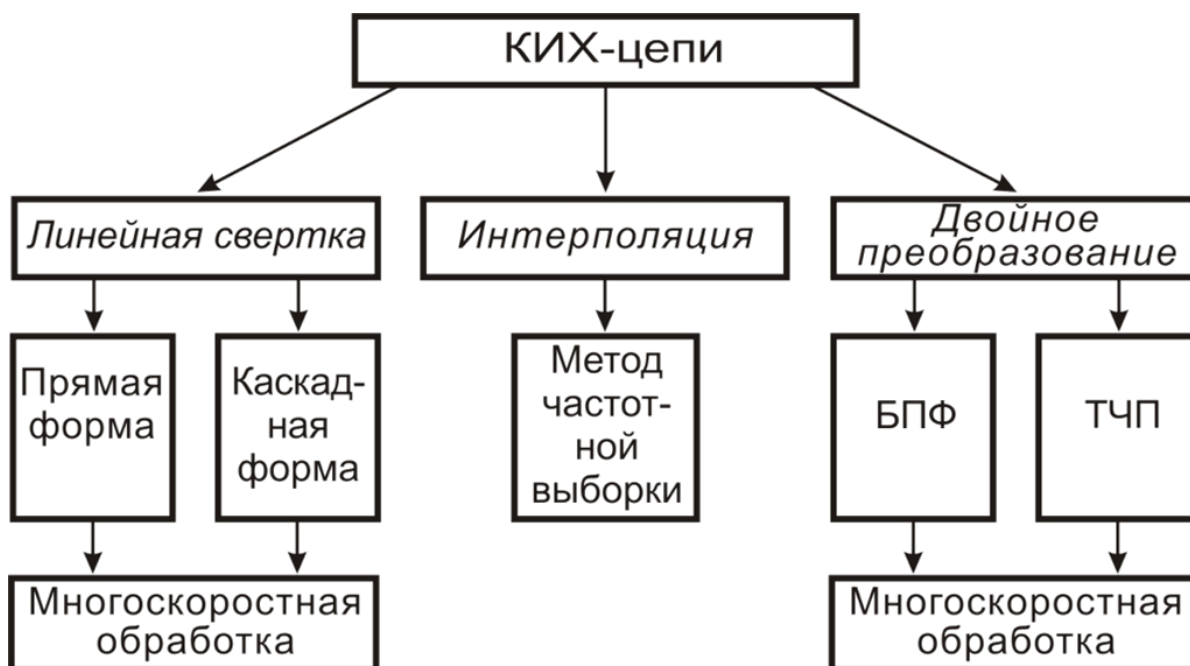 КИХ-цепи
Линейная свертка
Интерполяция
Двойное
преобразование
Прямая
форма
Каскад-
ная
форма
Метод
частот-
ной
выборки
БПФ
ТЧП
Многоскоростная
обработка
Многоскоростная
обработка